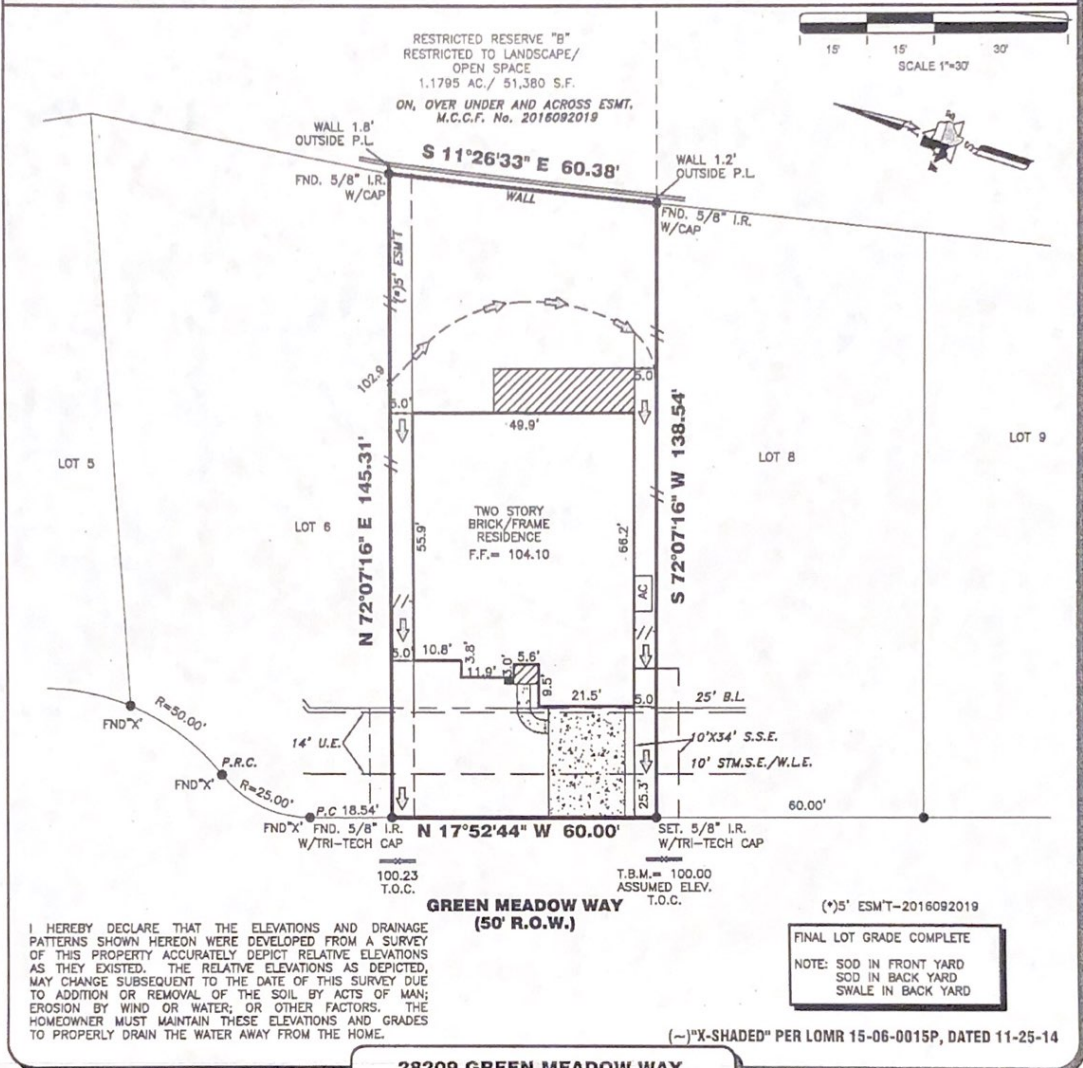 RESTRICTED RESERVE "B"
RESTRICTED TO LANDSCAPE/
OPEN SPACE
1.1795 AC./ 51,380 S.F.
ON, OVER UNDER AND ACROSS ESMT.
M.C.C.F. No. 2016092019
15' 15' 30'
SCALE 1"=30'
WALL 1.8'
OUTSIDE P.L.
S 11°26'33" E 60.38'
WALL 1.2'
OUTSIDE P.L.
FND. 5/8" I.R.
W/CAP
WALL
FND. 5/8" I.R.
W/CAP
(*)5' ESM'T
102.9
5.0'
5.0'
49.9'
LOT 5
LOT 6
N 72°07'16" E 145.31'
55.9'
TWO STORY
BRICK/FRAME
RESIDENCE
F.F.= 104.10
66.2'
AC
S 72°07'16" W 138.54'
LOT 8
LOT 9
5.0'
10.8'
3.8'
11.9'
3.0'
5.6'
9.5'
21.5'
5.0
25' B.L.
FND"X"
R=50.00'
14' U.E.
10'X34' S.S.E.
10' STM.S.E./W.L.E.
P.R.C.
FND"X"
R=25.00'
25.3'
P.C 18.54'
60.00'
FND"X"
FND. 5/8" I.R.
W/TRI-TECH CAP
N 17°52'44" W 60.00'
SET. 5/8" I.R.
W/TRI-TECH CAP
100.23
T.O.C.
T.B.M.= 100.00
ASSUMED ELEV.
T.O.C.
GREEN MEADOW WAY
(50' R.O.W.)
(*)5' ESM'T-2016092019
I HEREBY DECLARE THAT THE ELEVATIONS AND DRAINAGE
PATTERNS SHOWN HEREON WERE DEVELOPED FROM A SURVEY
OF THIS PROPERTY ACCURATELY DEPICT RELATIVE ELEVATIONS
AS THEY EXISTED. THE RELATIVE ELEVATIONS AS DEPICTED,
MAY CHANGE SUBSEQUENT TO THE DATE OF THIS SURVEY DUE
TO ADDITION OR REMOVAL OF THE SOIL BY ACTS OF MAN;
EROSION BY WIND OR WATER; OR OTHER FACTORS. THE
HOMEOWNER MUST MAINTAIN THESE ELEVATIONS AND GRADES
TO PROPERLY DRAIN THE WATER AWAY FROM THE HOME.
FINAL LOT GRADE COMPLETE
NOTE: SOD IN FRONT YARD
SOD IN BACK YARD
SWALE IN BACK YARD
(~)"X-SHADED" PER LOMR 15-06-0015P, DATED 11-25-14
28209 GREEN MEADOW WAY